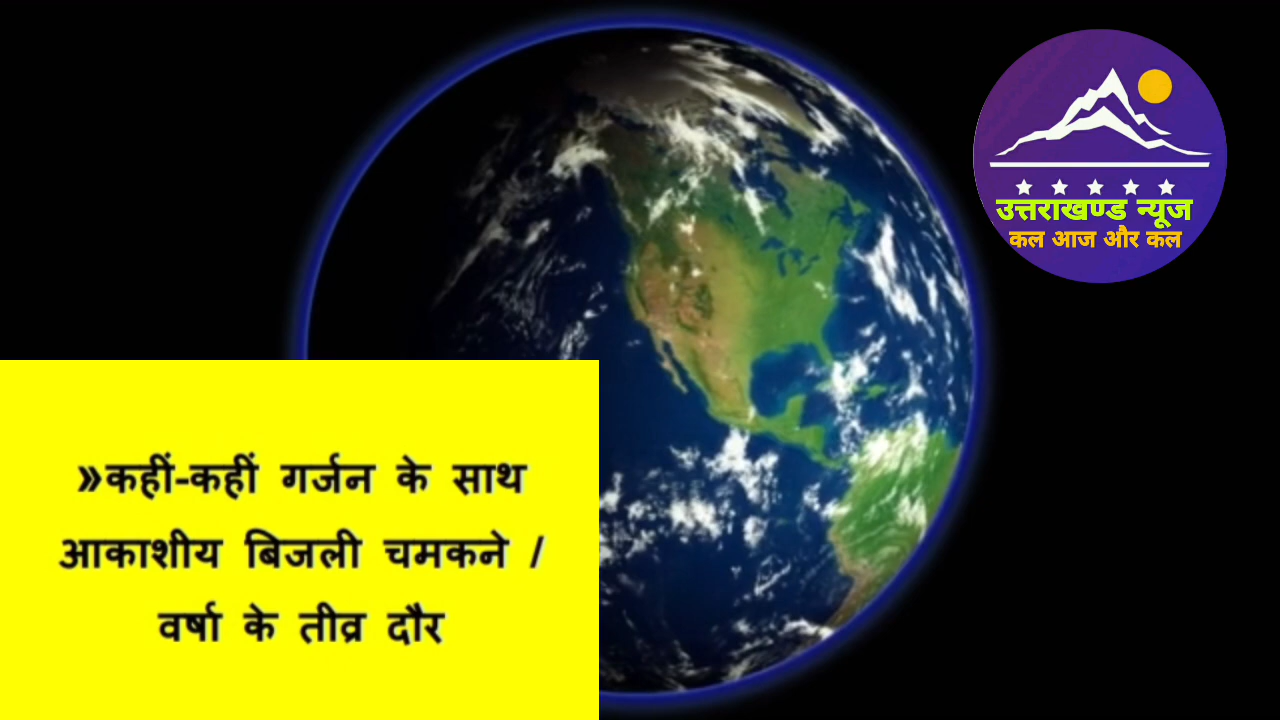 उत्तराखण्ड न्यूज
कल आज और कल
»कहीं-कहीं गर्जन के साथ
आकाशीय बिजली चमकने /
वर्षा के तीव्र दौर